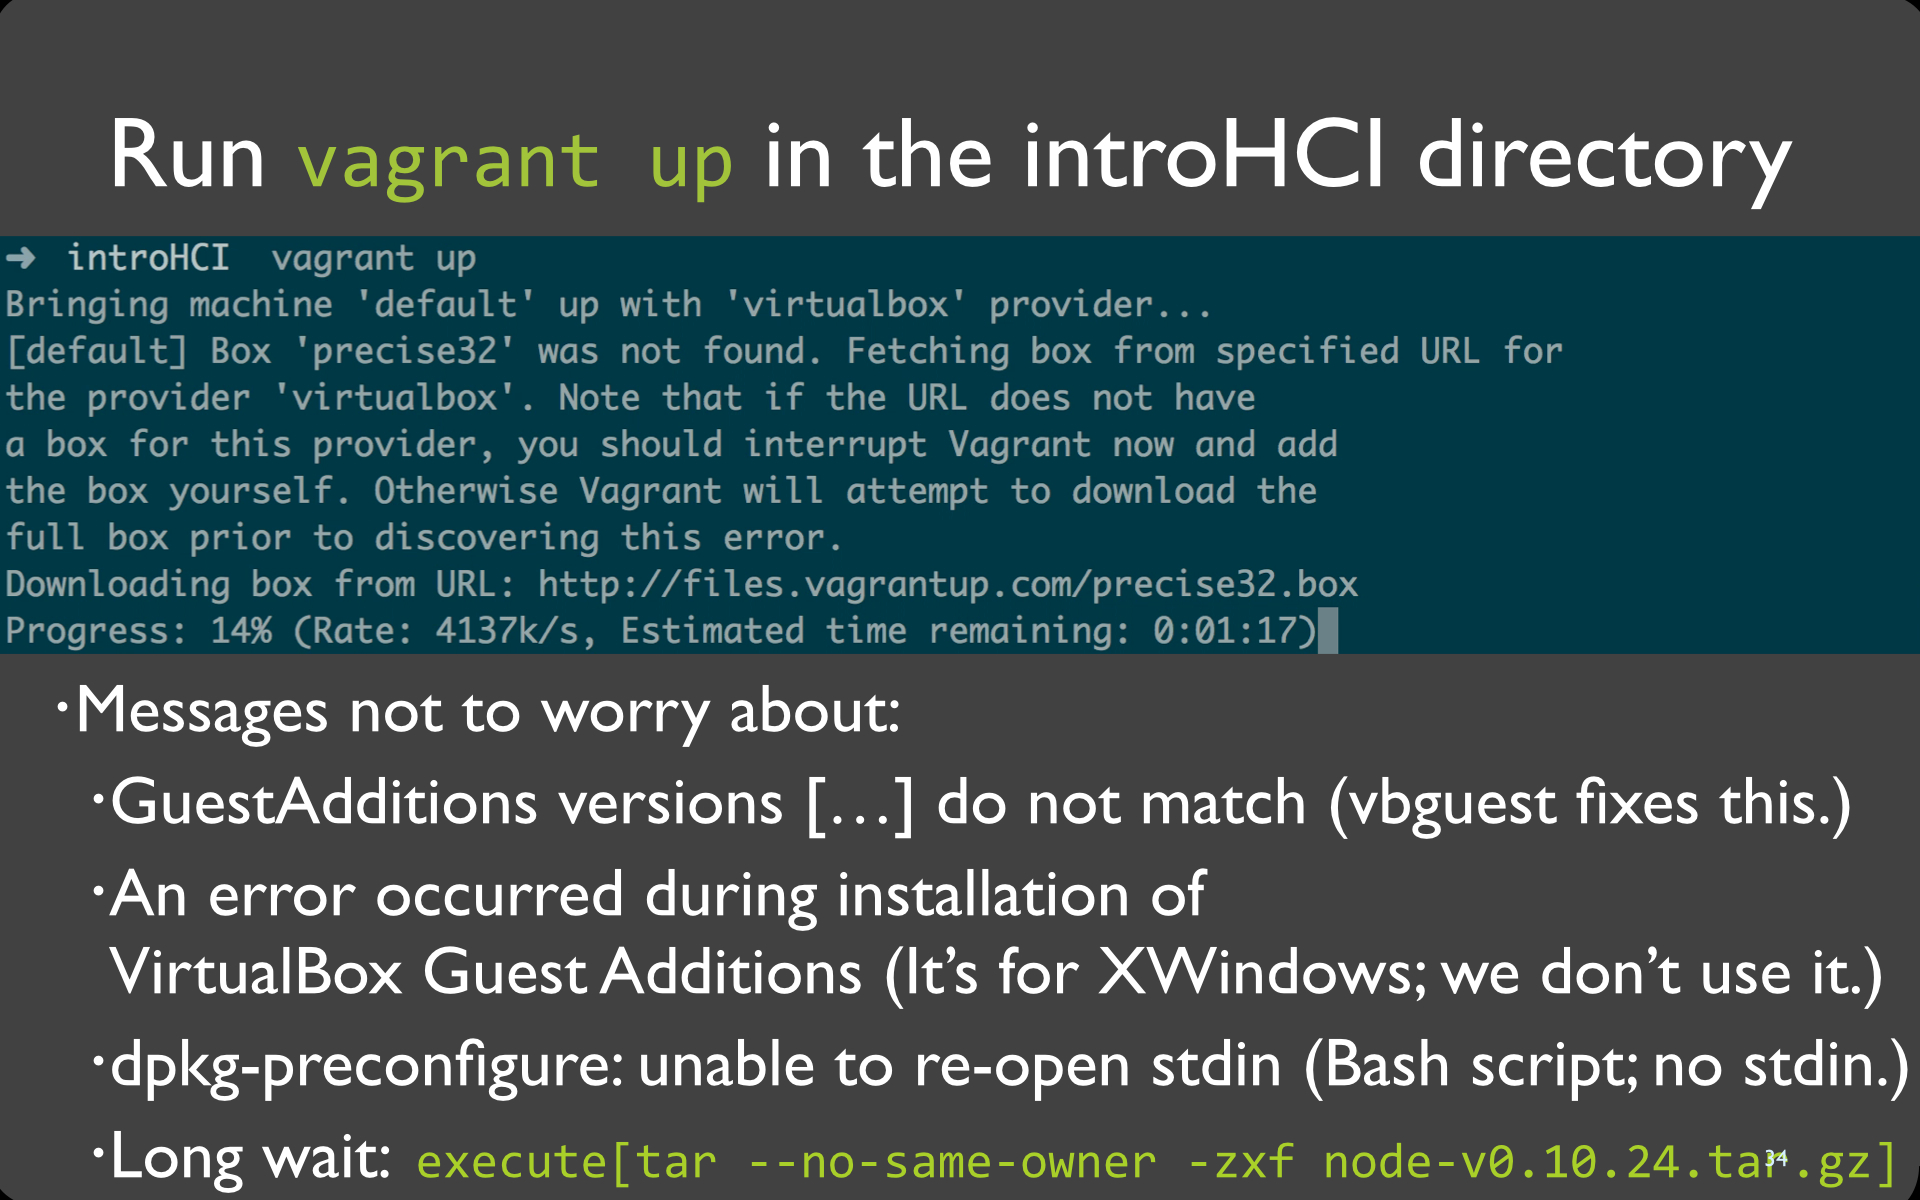 Run vagrant up in the introHCI directory
➜ introHCI vagrant up
Bringing machine 'default' up with 'virtualbox' provider...
[default] Box 'precise32' was not found. Fetching box from specified URL for
the provider 'virtualbox'. Note that if the URL does not have
a box for this provider, you should interrupt Vagrant now and add
the box yourself. Otherwise Vagrant will attempt to download the
full box prior to discovering this error.
Downloading box from URL: http://files.vagrantup.com/precise32.box
Progress: 14% (Rate: 4137k/s, Estimated time remaining: 0:01:17)
•Messages not to worry about:
•GuestAdditions versions […] do not match (vbguest fixes this.)
•An error occurred during installation of
VirtualBox Guest Additions (It’s for XWindows; we don’t use it.)
•dpkg-preconfigure: unable to re-open stdin (Bash script; no stdin.)
•Long wait: execute[tar --no-same-owner -zxf node-v0.10.24.tar.gz]
34